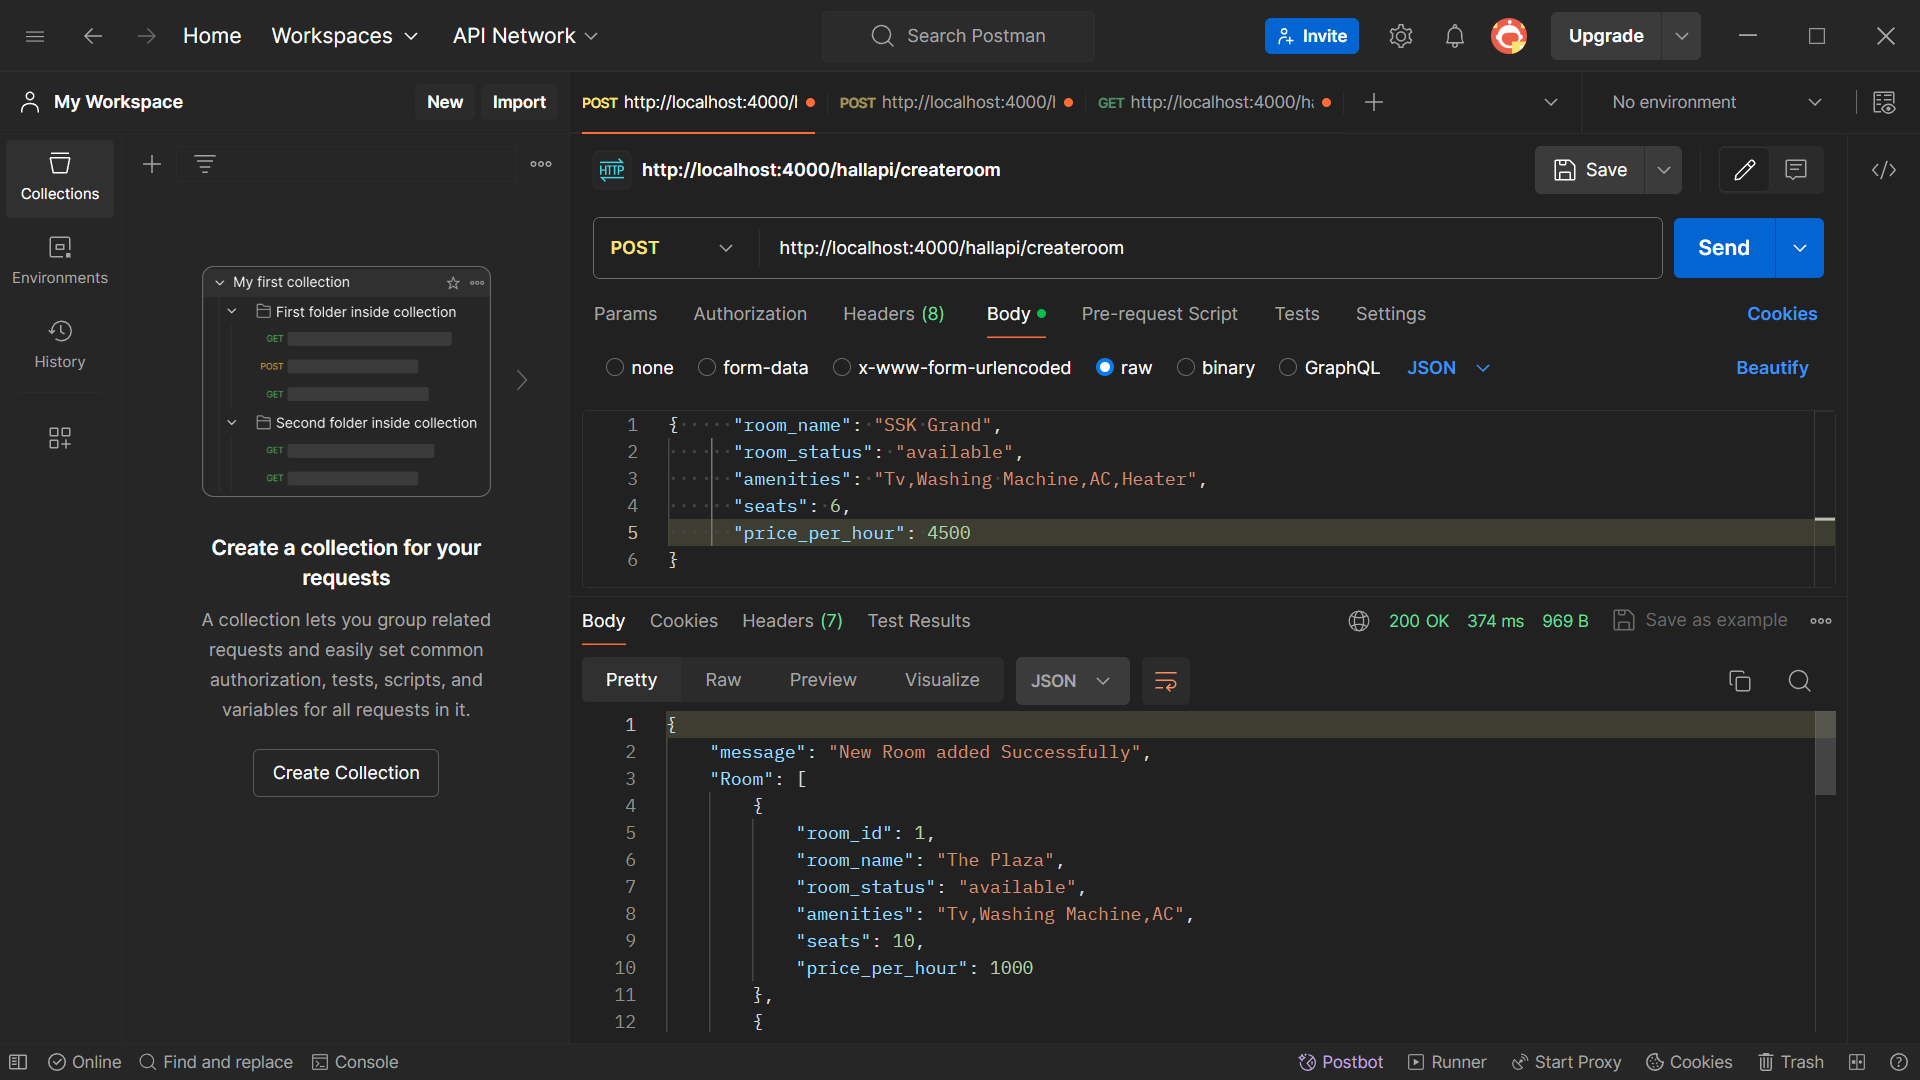 Home
Workspaces
API Network
Search Postman
Invite
Upgrade
My Workspace
New
Import
POST http://localhost:4000/
POST http://localhost:4000/
GET http://localhost:4000/ha
No environment
Collections
Environments
History
My first collection
First folder inside collection
GET
POST
GET
Second folder inside collection
GET
GET
Create a collection for your
requests
A collection lets you group related
requests and easily set common
authorization, tests, scripts, and
variables for all requests in it.
Create Collection
HTTP http://localhost:4000/hallapi/createroom
Save
POST http://localhost:4000/hallapi/createroom
Send
Params Authorization Headers (8) Body Pre-request Script Tests Settings Cookies
none form-data x-www-form-urlencoded raw binary GraphQL JSON Beautify
1 { "room_name": "SSK Grand",
2 "room_status": "available",
3 "amenities": "Tv,Washing Machine,AC,Heater",
4 "seats": 6,
5 "price_per_hour": 4500
6 }
Body Cookies Headers (7) Test Results 200 OK 374 ms 969 B Save as example
Pretty Raw Preview Visualize JSON
1 {
2 "message": "New Room added Successfully",
3 "Room": [
4 {
5 "room_id": 1,
6 "room_name": "The Plaza",
7 "room_status": "available",
8 "amenities": "Tv,Washing Machine,AC",
9 "seats": 10,
10 "price_per_hour": 1000
11 },
12 {
Online Find and replace Console Postbot Runner Start Proxy Cookies Trash